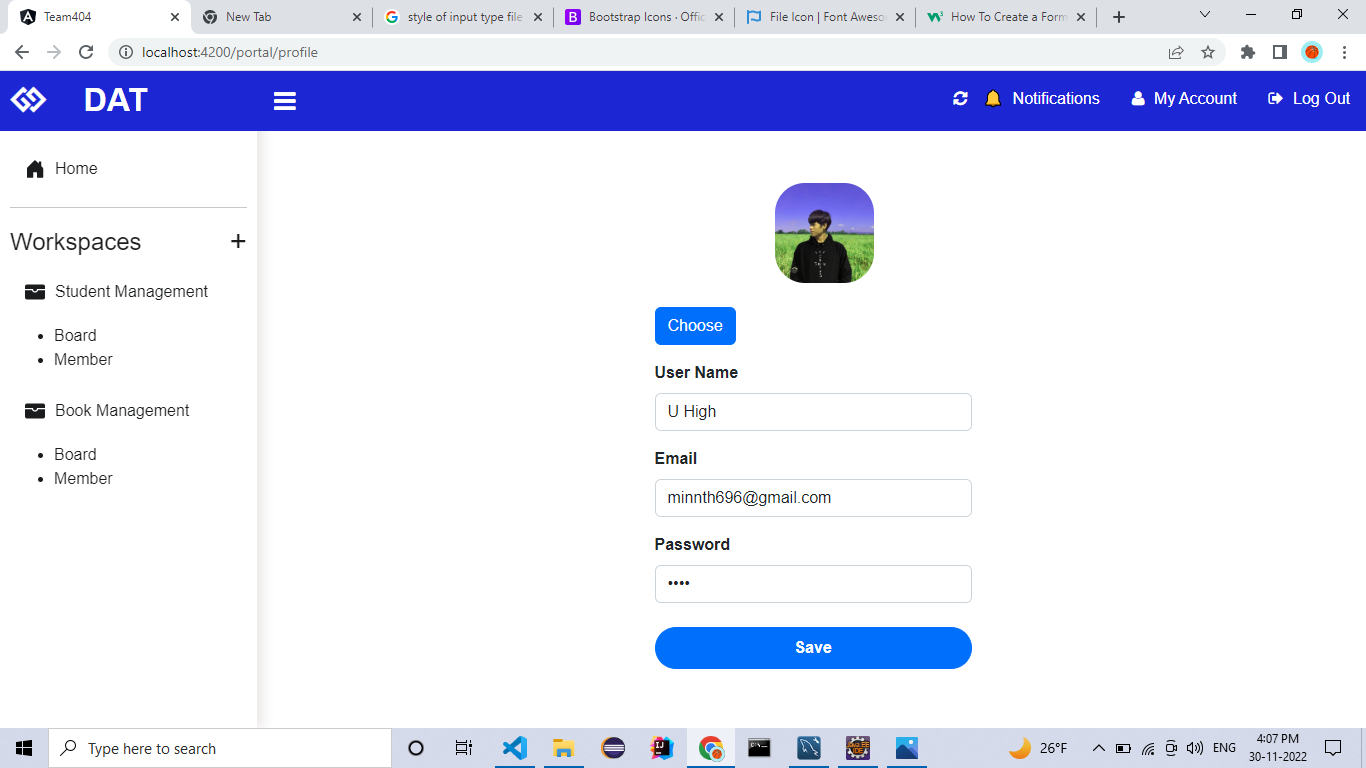 Team404
New Tab
style of input type file
Bootstrap Icons · Offic
File Icon | Font Aweso
How To Create a Form
localhost:4200/portal/profile
DAT
Notifications
My Account
Log Out
Home
Workspaces
Student Management
Board
Member
Book Management
Board
Member
Choose
User Name
U High
Email
minnth696@gmail.com
Password
••••
Save
Type here to search
26°F
ENG
4:07 PM
30-11-2022